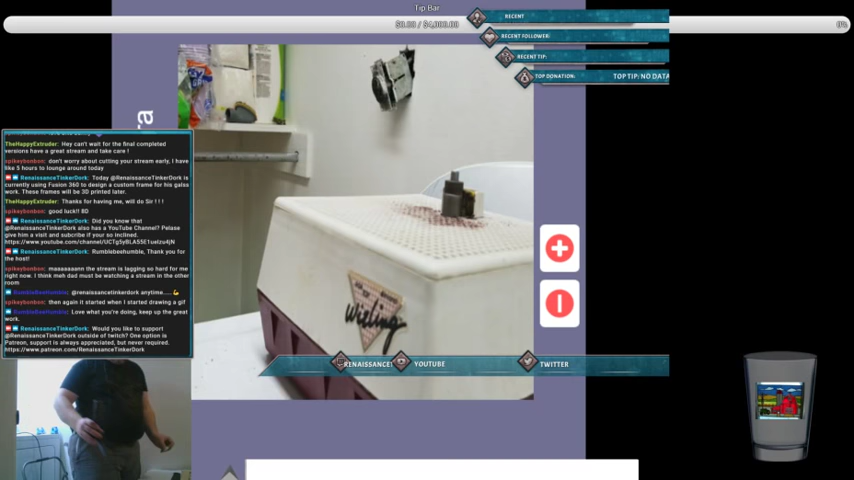 Tip Bar
$0.00 / $4,000.00
0%
RECENT
RECENT FOLLOWER:
RECENT TIP:
TOP DONATION:
TOP TIP: NO DATA
ra
TheHappyExtruder: Hey can't wait for the final completed
versions have a great stream and take care !
spikeybonbon: don't worry about cutting your stream early, I have
like 5 hours to lounge around today
RenaissanceTinkerDork: Today @RenaissanceTinkerDork is
currently using Fusion 360 to design a custom frame for his galss
work. These frames will be 3D printed later.
TheHappyExtruder: Thanks for having me, will do Sir ! ! !
spikeybonbon: good luck!! 8D
RenaissanceTinkerDork: Did you know that
@RenaissanceTinkerDork also has a YouTube Channel? Pelase
give him a visit and subcribe if your so inclined.
RenaissanceTinkerDork: Rumblebeehumble, Thank you for
the host!
spikeybonbon: maaaaaaann the stream is lagging so hard for me
right now. I think meh dad must be watching a stream in the other
room
RumbleBeeHumble: @renaissancetinkerdork anytime.....
spikeybonbon: then again it started when I started drawing a gif
RumbleBeeHumble: Love what you're doing, keep up the great
work.
RenaissanceTinkerDork: Would you like to support
@RenaissanceTinkerDork outside of twitch? One option is
Patreon, support is always appreciated, but never required.
https://www.patreon.com/RenaissanceTinkerDork
RENAISSANCE
YOUTUBE
TWITTER